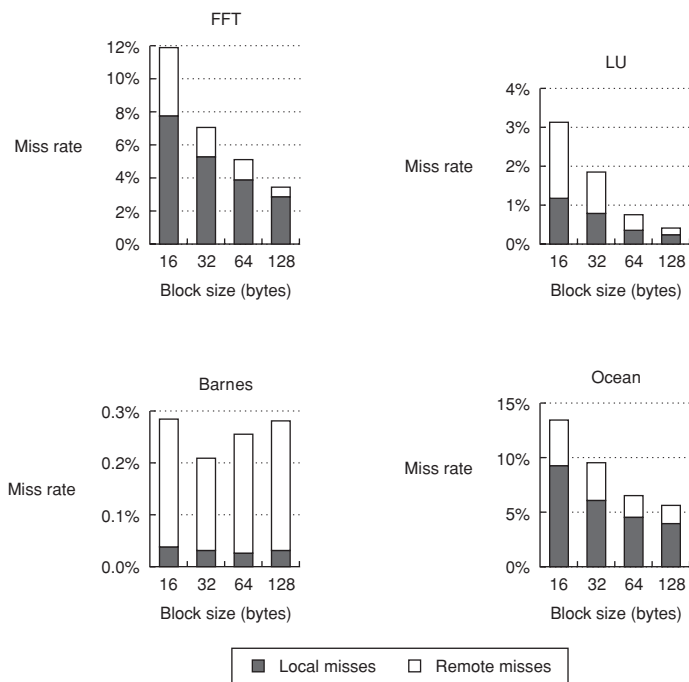 FFT
12%
10%
8%
6%
4%
2%
0%
Miss rate
16 32 64 128
Block size (bytes)
LU
4%
3%
2%
1%
0%
Miss rate
16 32 64 128
Block size (bytes)
Barnes
0.3%
0.2%
0.1%
0.0%
Miss rate
16 32 64 128
Block size (bytes)
Ocean
15%
10%
5%
0%
Miss rate
16 32 64 128
Block size (bytes)
Local misses Remote misses